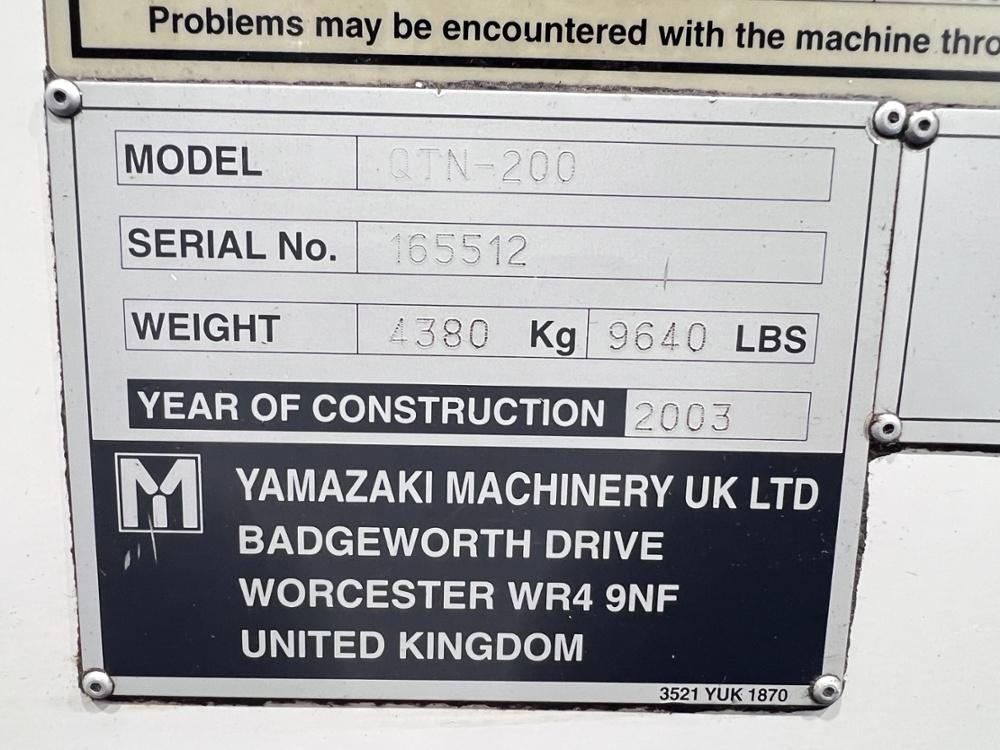 Problems may be encountered with the machine thro
MODEL QTN-200
SERIAL No. 165512
WEIGHT 4380 Kg 9640 LBS
YEAR OF CONSTRUCTION 2003
YAMAZAKI MACHINERY UK LTD
BADGEWORTH DRIVE
WORCESTER WR4 9NF
UNITED KINGDOM
3521 YUK 1870